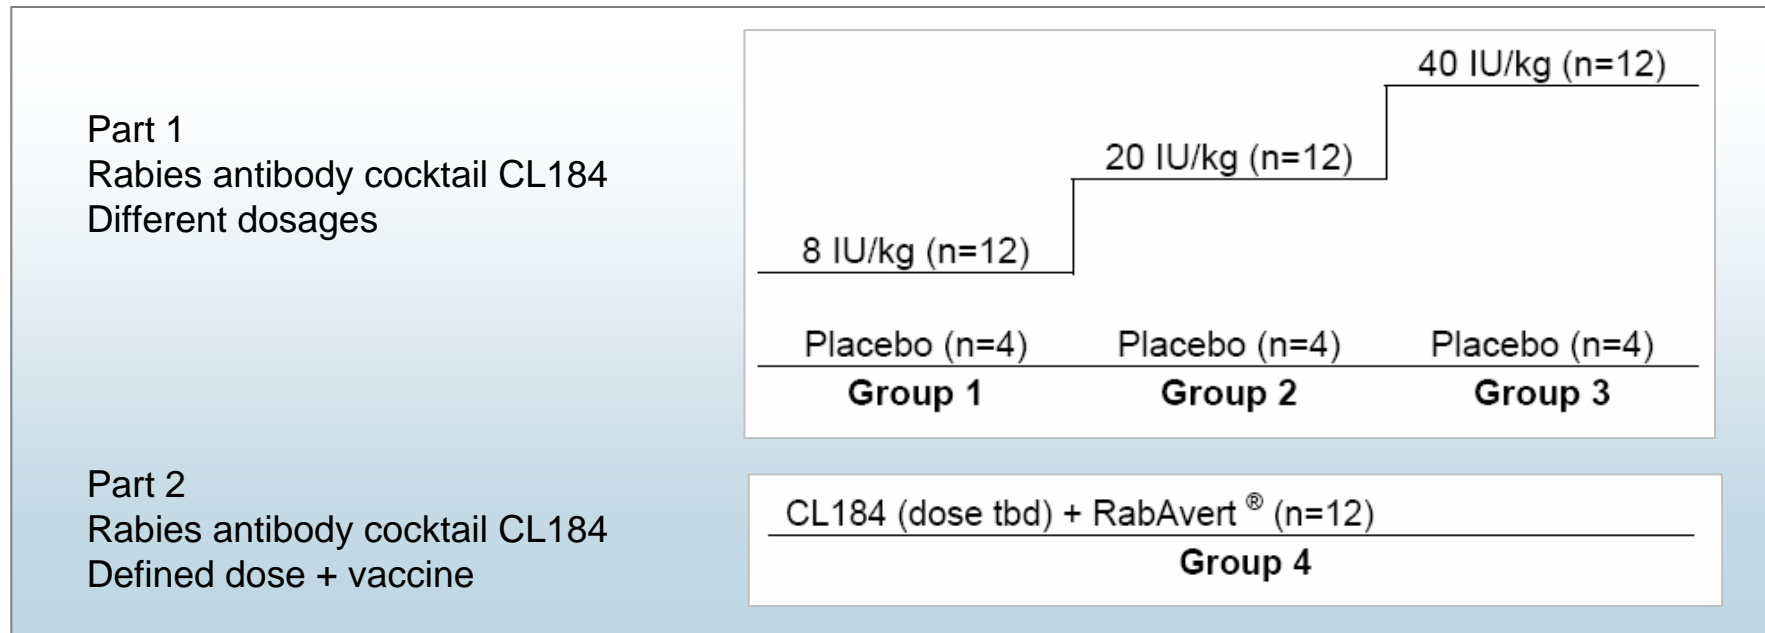 Part 1
Rabies antibody cocktail CL184
Different dosages
40 IU/kg (n=12)
20 IU/kg (n=12)
8 IU/kg (n=12)
Placebo (n=4) Placebo (n=4) Placebo (n=4)
Group 1 Group 2 Group 3
Part 2
Rabies antibody cocktail CL184
Defined dose + vaccine
CL184 (dose tbd) + RabAvert ® (n=12)
Group 4